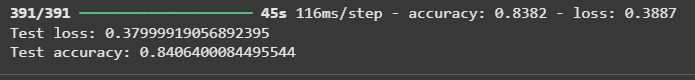 391/391 ━━━━━━━━━━━━━━━━━━━━ 45s 116ms/step - accuracy: 0.8382 - loss: 0.3887
Test loss: 0.37999919056892395
Test accuracy: 0.8406400084495544